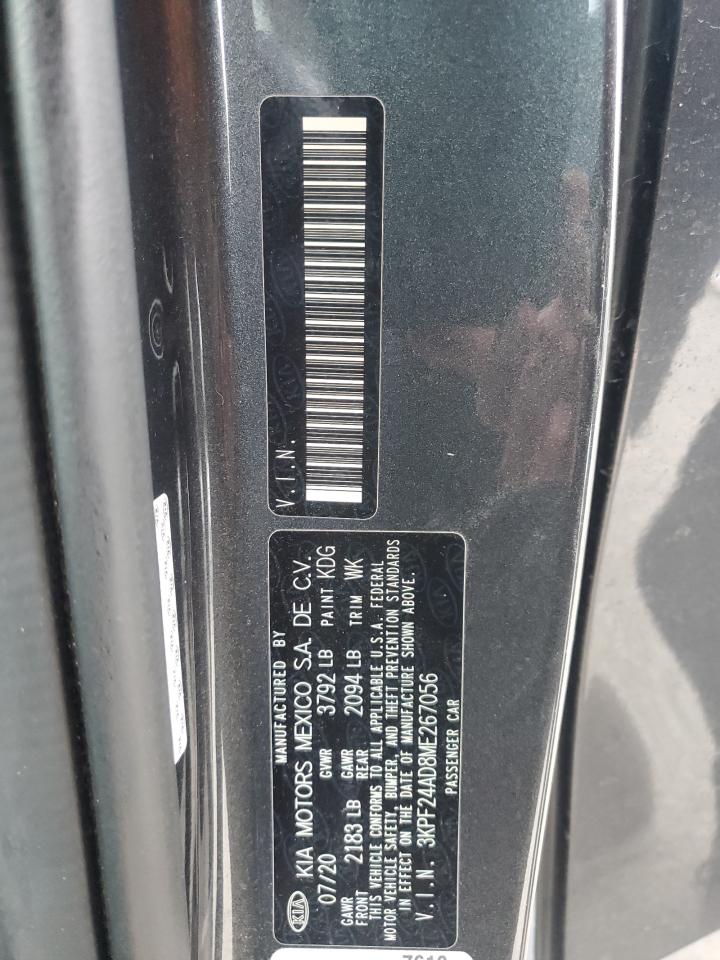 V.I.N.
MANUFACTURED BY
KIA KIA MOTORS MEXICO S.A. DE C.V.
07/20 GVWR 3792 LB PAINT KDG
GAWR FRONT 2183 LB GAWR REAR 2094 LB TRIM WK
THIS VEHICLE CONFORMS TO ALL APPLICABLE U.S.A. FEDERAL
MOTOR VEHICLE SAFETY, BUMPER, AND THEFT PREVENTION STANDARDS
IN EFFECT ON THE DATE OF MANUFACTURE SHOWN ABOVE.
V.I.N. 3KPF24AD8ME267056
PASSENGER CAR